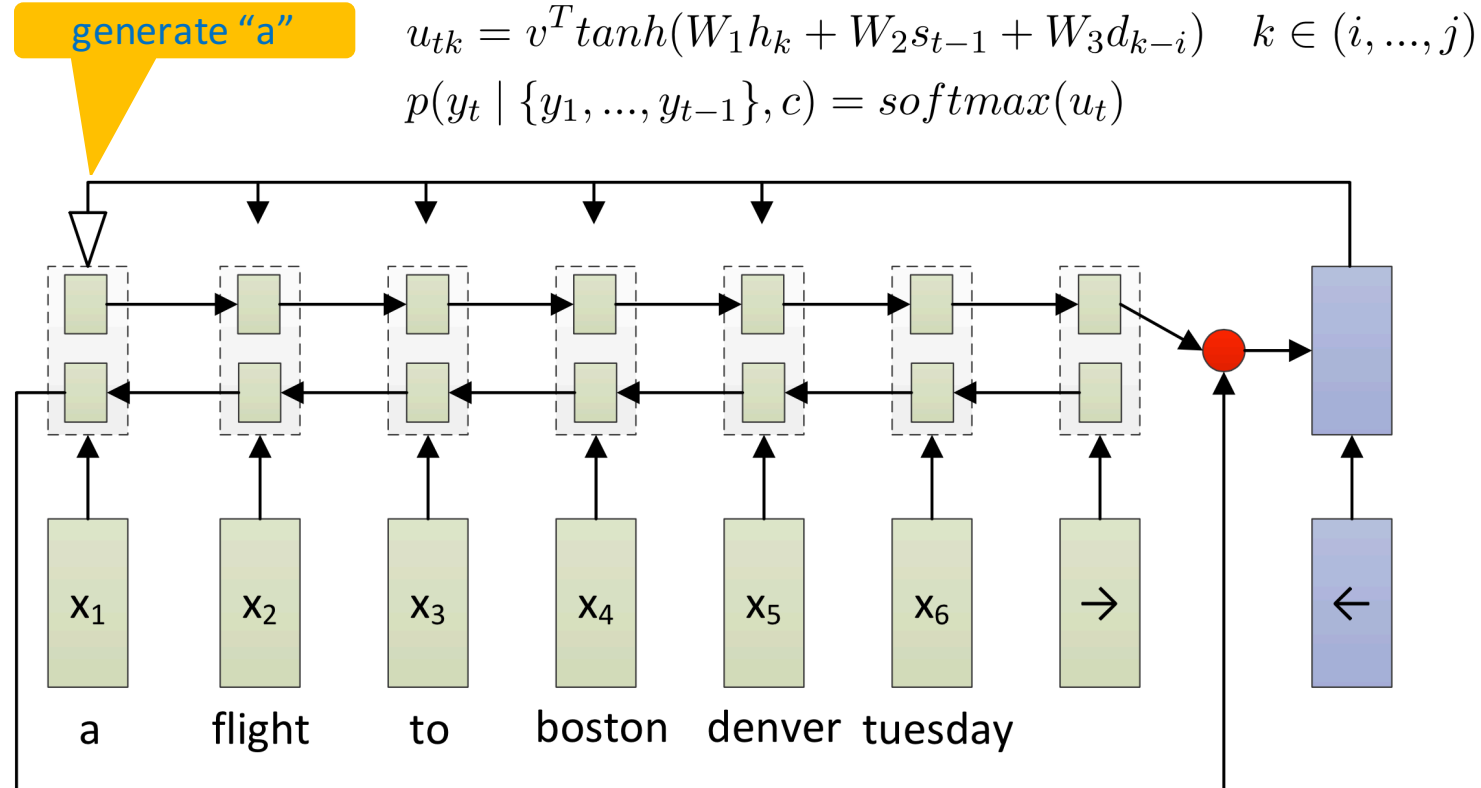 generate “a”
u_{tk} = v^T tanh(W_1 h_k + W_2 s_{t−1} + W_3 d_{k−i})   k ∈ (i, ..., j)
p(y_t | {y_1, ..., y_{t−1}}, c) = softmax(u_t)
x₁ x₂ x₃ x₄ x₅ x₆ → ←
a flight to boston denver tuesday